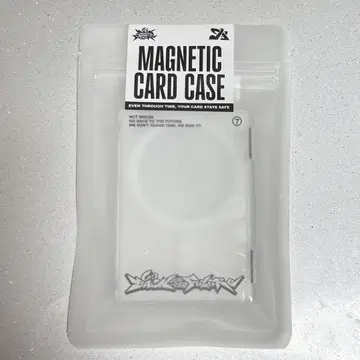 MAGNETIC
CARD CASE
EVEN THROUGH TIME, YOUR CARD STAYS SAFE
NCT DREAM
GO BACK TO THE FUTURE
WE DON'T CHASE TIME, WE RIDE IT!
7